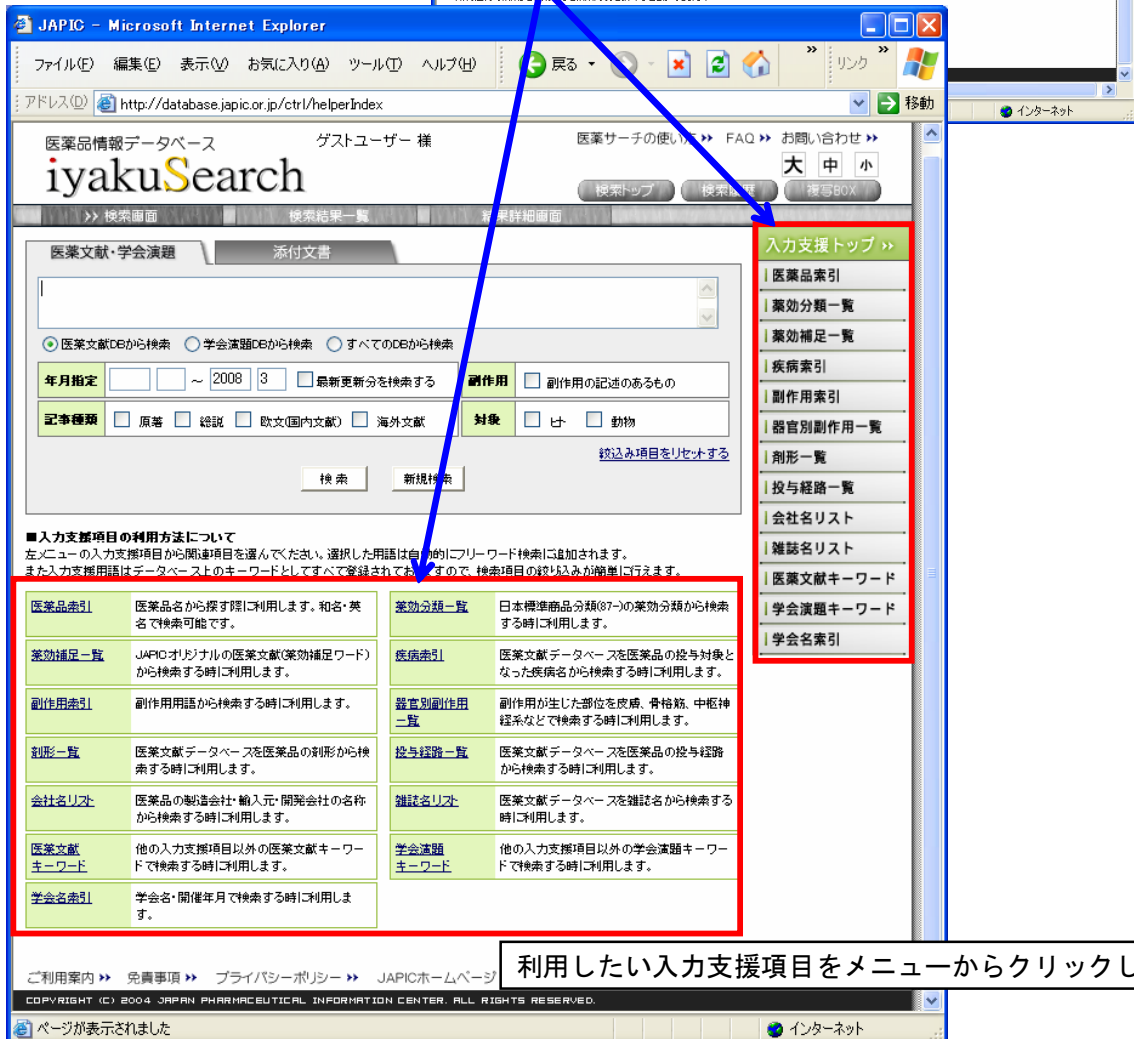 JAPIC - Microsoft Internet Explorer
ファイル(F) 編集(E) 表示(V) お気に入り(A) ツール(T) ヘルプ(H) 戻る リンク
アドレス(D) http://database.japic.or.jp/ctrl/helperIndex 移動
インターネット
医薬品情報データベース ゲストユーザー 様 医薬サーチの使い方 FAQ お問い合わせ
iyakuSearch
大 中 小
検索トップ 検索履歴 複写BOX
>> 検索画面 検索結果一覧 結果詳細画面
医薬文献・学会演題 添付文書
医薬文献DBから検索 学会演題DBから検索 すべてのDBから検索
年月指定 ~ 2008 3 最新更新分を検索する 副作用 副作用の記述のあるもの
記事種類 原著 総説 欧文(国内文献) 海外文献 対象 ヒト 動物
絞込み項目をリセットする
検索 新規検索
入力支援トップ
医薬品索引
薬効分類一覧
薬効補足一覧
疾病索引
副作用索引
器官別副作用一覧
剤形一覧
投与経路一覧
会社名リスト
雑誌名リスト
医薬文献キーワード
学会演題キーワード
学会名索引
■入力支援項目の利用方法について
左メニューの入力支援項目から関連項目を選んでください。選択した用語は自動的にフリーワード検索に追加されます。
また入力支援用語はデータベース上のキーワードとしてすべて登録されておりますので、検索項目の絞り込みが簡単に行えます。
医薬品索引 医薬品名から探す際に利用します。和名・英
名で検索可能です。
薬効分類一覧 日本標準商品分類(87-)の薬効分類から検索
する時に利用します。
薬効補足一覧 JAPICオリジナルの医薬文献(薬効補足ワード)
から検索する時に利用します。
疾病索引 医薬文献データベースを医薬品の投与対象と
なった疾病名から検索する時に利用します。
副作用索引 副作用用語から検索する時に利用します。
器官別副作用 副作用が生じた部位を皮膚、骨格筋、中枢神
一覧 経系などで検索する時に利用します。
剤形一覧 医薬文献データベースを医薬品の剤形から検
索する時に利用します。
投与経路一覧 医薬文献データベースを医薬品の投与経路
から検索する時に利用します。
会社名リスト 医薬品の製造会社・輸入元・開発会社の名称
から検索する時に利用します。
雑誌名リスト 医薬文献データベースを雑誌名から検索する
時に利用します。
医薬文献 他の入力支援項目以外の医薬文献キーワー
キーワード ドで検索する時に利用します。
学会演題 他の入力支援項目以外の学会演題キーワー
キーワード ドで検索する時に利用します。
学会名索引 学会名・開催年月で検索する時に利用しま
す。
利用したい入力支援項目をメニューからクリックし
ご利用案内 免責事項 プライバシーポリシー JAPICホームページ
COPYRIGHT (C) 2004 JAPAN PHARMACEUTICAL INFORMATION CENTER. ALL RIGHTS RESERVED.
ページが表示されました インターネット